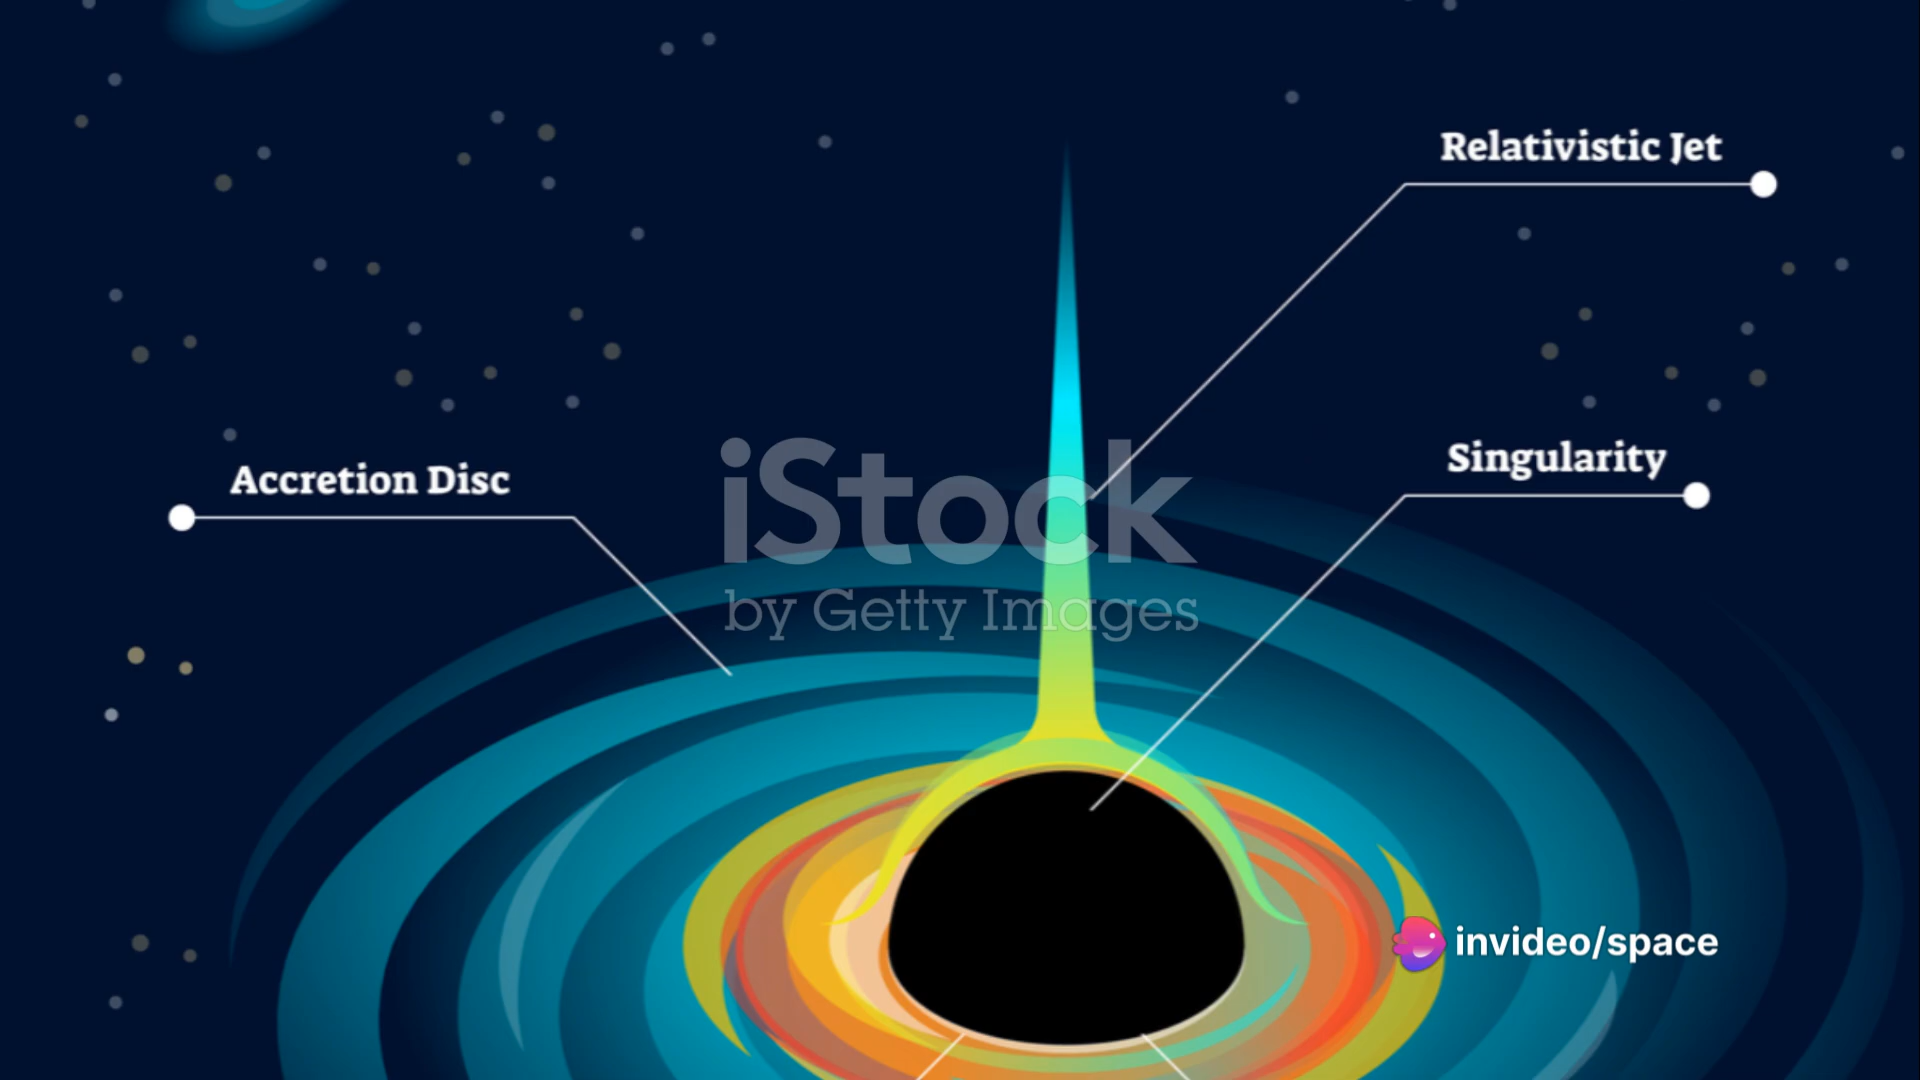 Relativistic Jet
Singularity
Accretion Disc
iStock
by Getty Images
invideo/space